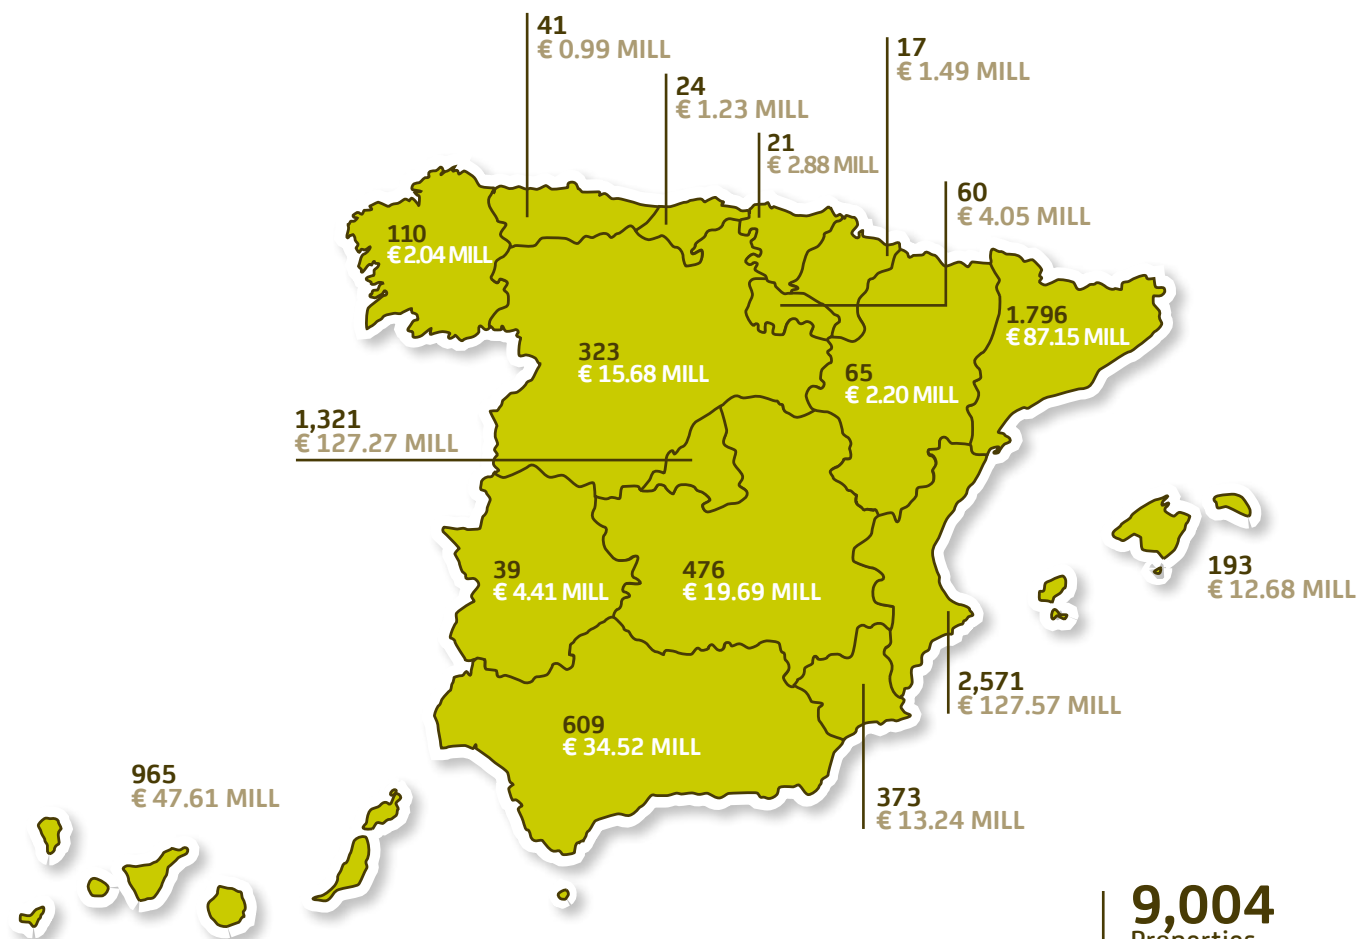 41
€ 0.99 MILL
17
€ 1.49 MILL
24
€ 1.23 MILL
21
€ 2.88 MILL
60
€ 4.05 MILL
110
€ 2.04 MILL
1.796
€ 87.15 MILL
323
€ 15.68 MILL
65
€ 2.20 MILL
1,321
€ 127.27 MILL
39
€ 4.41 MILL
476
€ 19.69 MILL
193
€ 12.68 MILL
2,571
€ 127.57 MILL
609
€ 34.52 MILL
965
€ 47.61 MILL
373
€ 13.24 MILL
9,004
Properties